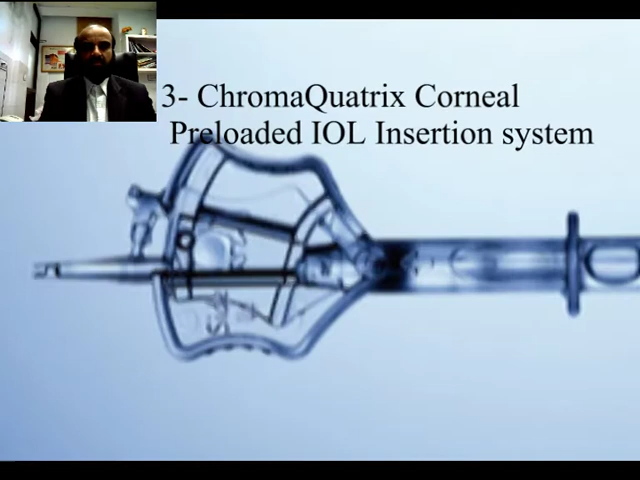 3- ChromaQuatrix Corneal
Preloaded IOL Insertion system